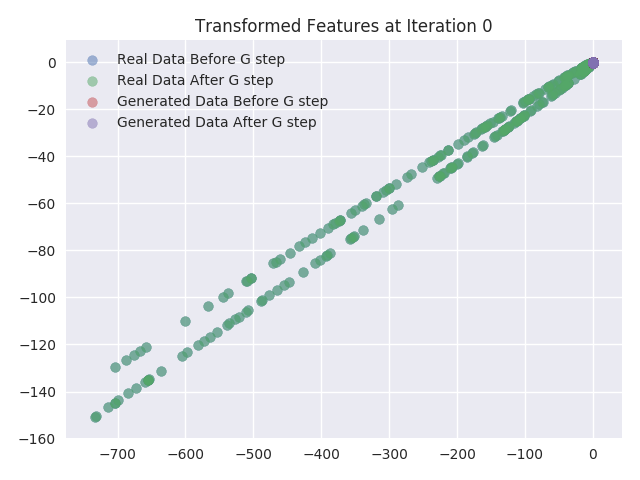 Transformed Features at Iteration 0
Real Data Before G step
Real Data After G step
Generated Data Before G step
Generated Data After G step
0
−20
−40
−60
−80
−100
−120
−140
−160
−700 −600 −500 −400 −300 −200 −100 0